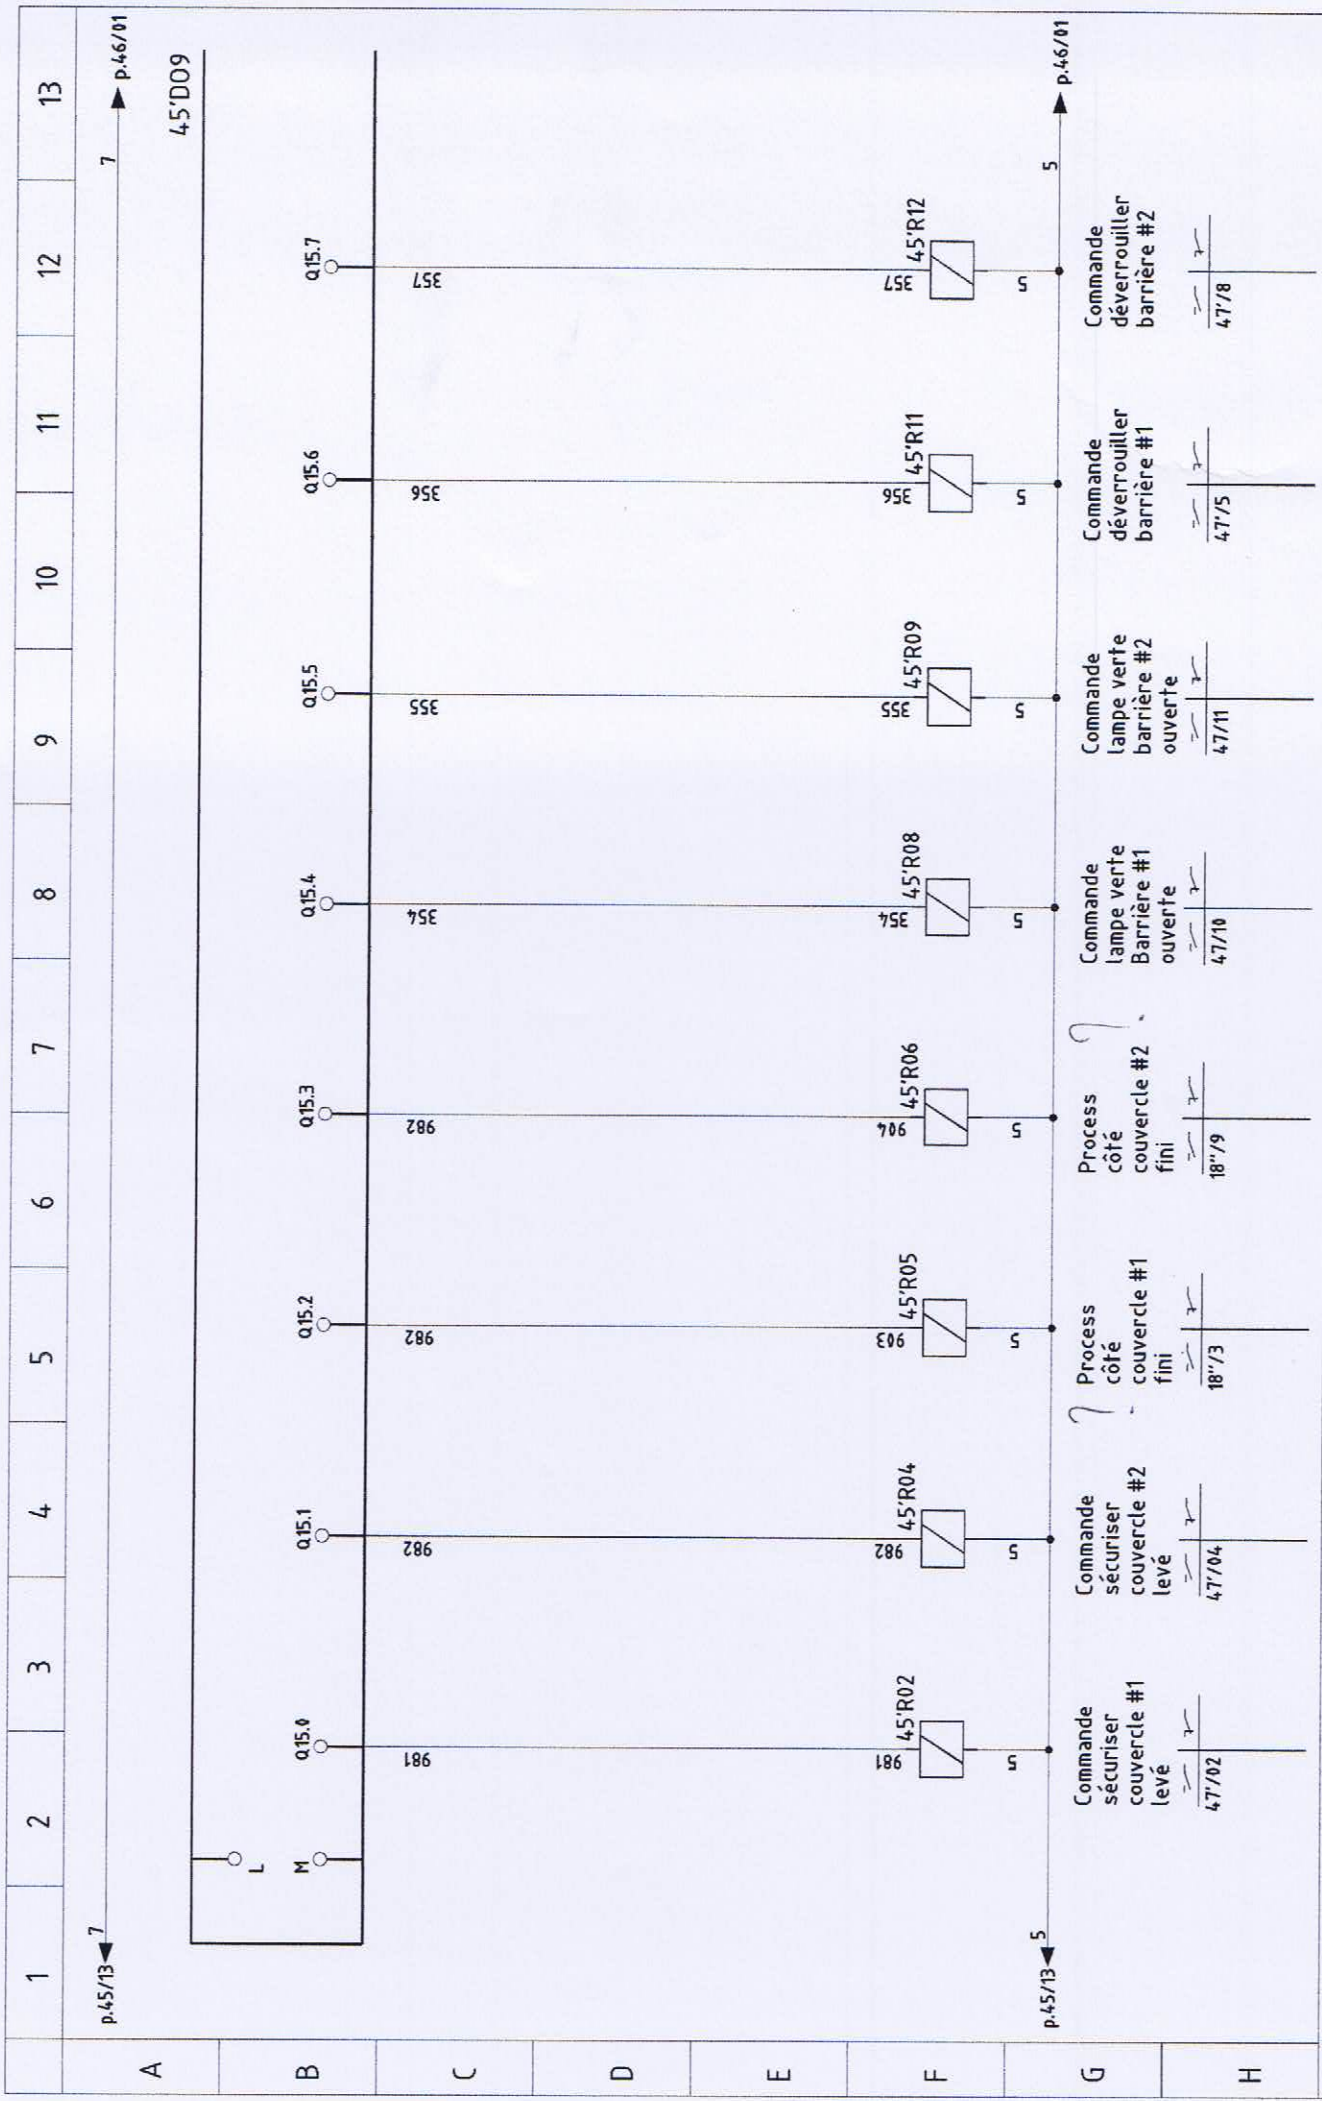 1 2 3 4 5 6 7 8 9 10 11 12 13
A
p.45/13 7
7 p.46/01
45'DO9
B
L
M
Q15.0 Q15.1 Q15.2 Q15.3 Q15.4 Q15.5 Q15.6 Q15.7
C
981 982 982 982 354 355 356 357
D
E
F
981 982 903 904 354 355 356 357
45'R02 45'R04 45'R05 45'R06 45'R08 45'R09 45'R11 45'R12
5 5 5 5 5 5 5 5
p.45/13 5
5 p.46/01
G
Commande
sécuriser
couvercle #1
levé
Commande
sécuriser
couvercle #2
levé
?
Process
côté
couvercle #1
fini
Process
côté
couvercle #2
fini
?
Commande
lampe verte
Barrière #1
ouverte
Commande
lampe verte
barrière #2
ouverte
Commande
déverrouiller
barrière #1
Commande
déverrouiller
barrière #2
H
47'/02 47'/04 18"/3 18"/9 47/10 47/11 47'/5 47'/8